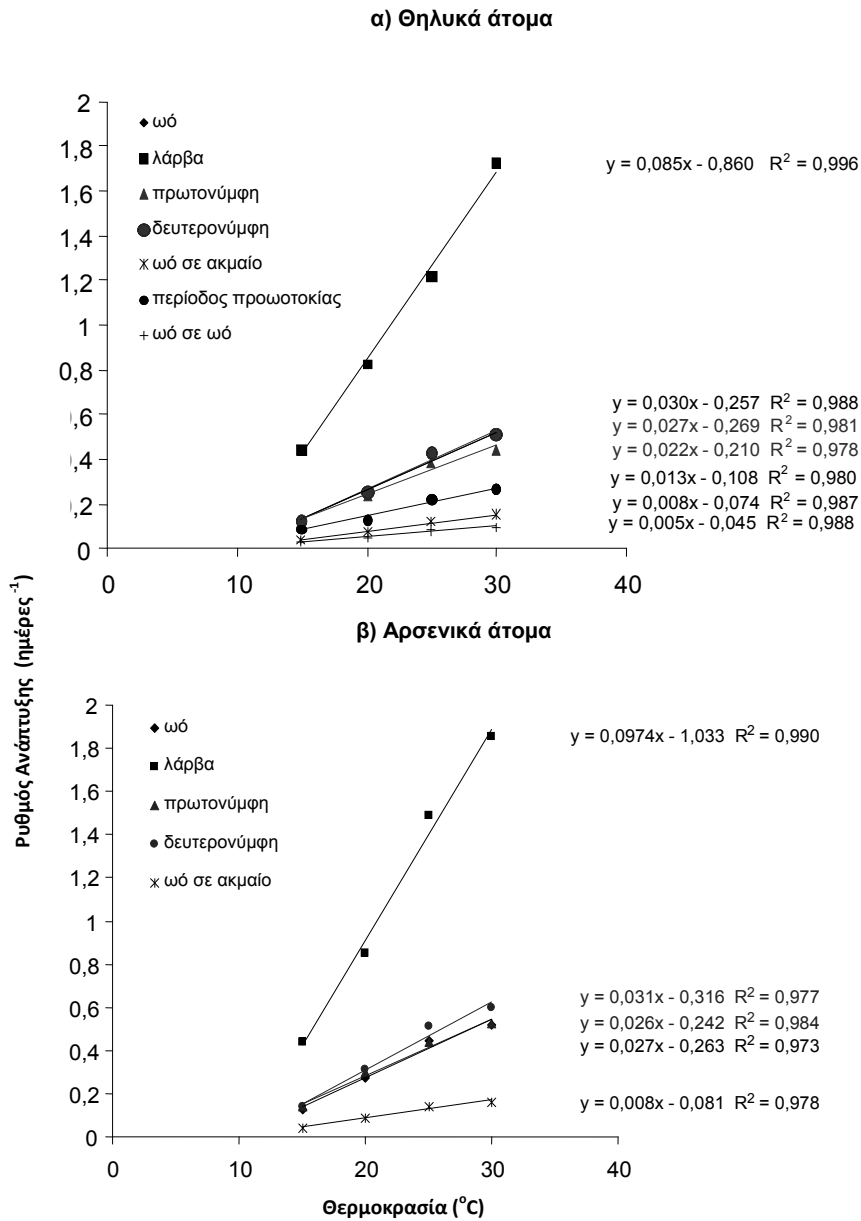 α) Θηλυκά άτομα
2
1,8
1,6
1,4
1,2
1
0,8
0,6
0,4
0,2
0
0
10
20
30
40
ωό
λάρβα
πρωτονύμφη
δευτερονύμφη
ωό σε ακμαίο
περίοδος προωοτοκίας
ωό σε ωό
y = 0,085x - 0,860 R² = 0,996
y = 0,030x - 0,257 R² = 0,988
y = 0,027x - 0,269 R² = 0,981
y = 0,022x - 0,210 R² = 0,978
y = 0,013x - 0,108 R² = 0,980
y = 0,008x - 0,074 R² = 0,987
y = 0,005x - 0,045 R² = 0,988
Ρυθμός Ανάπτυξης (ημέρες ⁻¹)
β) Αρσενικά άτομα
2
1,8
1,6
1,4
1,2
1
0,8
0,6
0,4
0,2
0
0
10
20
30
40
ωό
λάρβα
πρωτονύμφη
δευτερονύμφη
ωό σε ακμαίο
y = 0,0974x - 1,033 R² = 0,990
y = 0,031x - 0,316 R² = 0,977
y = 0,026x - 0,242 R² = 0,984
y = 0,027x - 0,263 R² = 0,973
y = 0,008x - 0,081 R² = 0,978
Θερμοκρασία (°C)